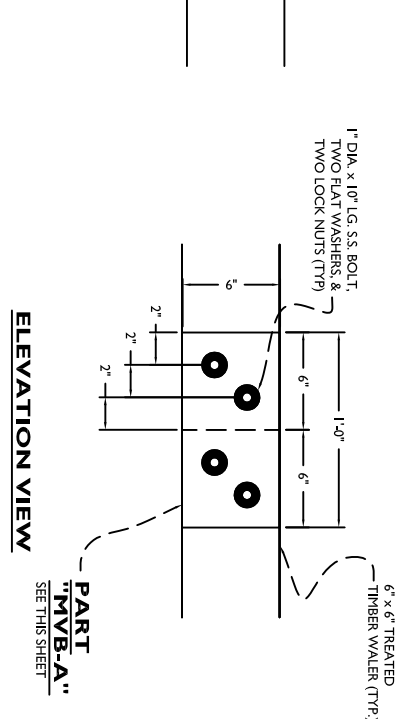 1" DIA. x 10" LG. S.S. BOLT,
TWO FLAT WASHERS, &
TWO LOCK NUTS (TYP)
6" x 6" TREATED
TIMBER WALER (TYP.)
1'-0"
6"
6"
6"
2"
2"
2"
PART
"MVB-A"
SEE THIS SHEET
ELEVATION VIEW